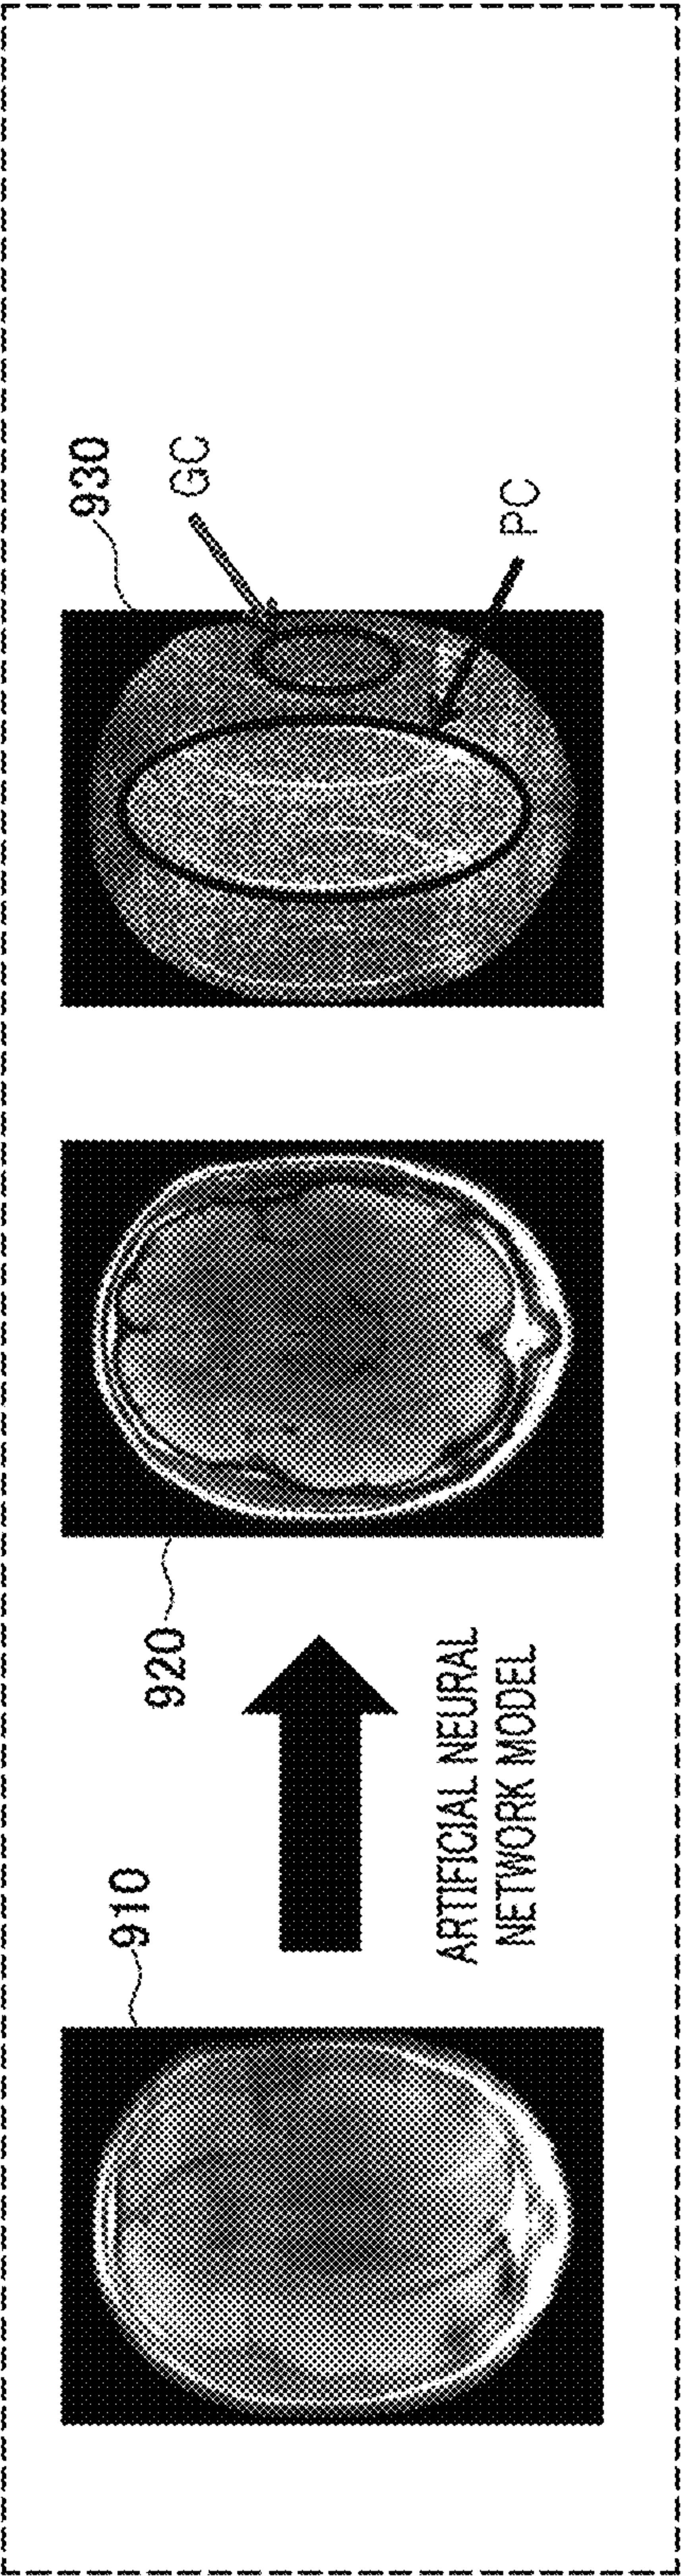 910
ARTIFICIAL NEURAL
NETWORK MODEL
920
930
GC
PC